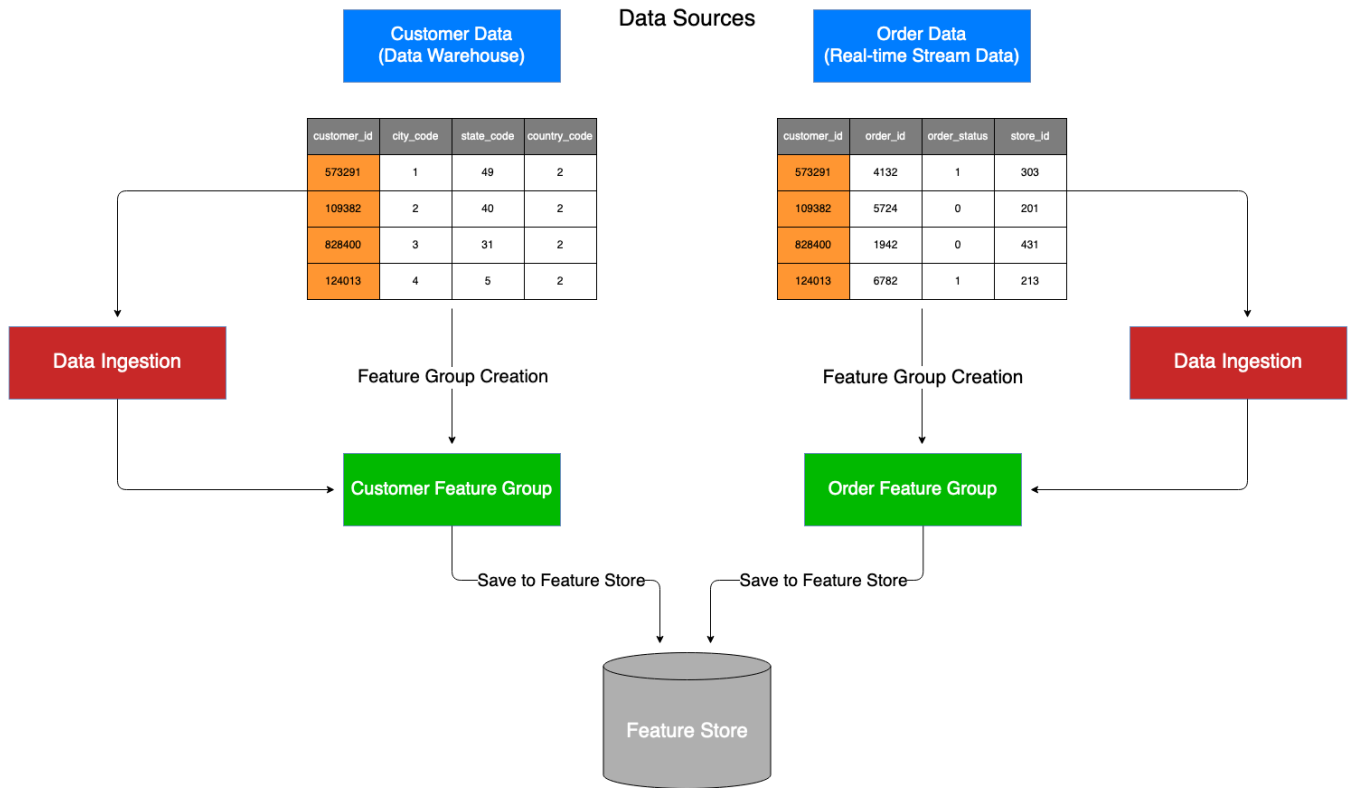 Data Sources
Customer Data
(Data Warehouse)
Order Data
(Real-time Stream Data)
customer_id city_code state_code country_code
573291 1 49 2
109382 2 40 2
828400 3 31 2
124013 4 5 2
customer_id order_id order_status store_id
573291 4132 1 303
109382 5724 0 201
828400 1942 0 431
124013 6782 1 213
Data Ingestion
Feature Group Creation
Feature Group Creation
Data Ingestion
Customer Feature Group
Order Feature Group
Save to Feature Store
Save to Feature Store
Feature Store